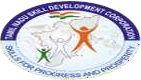 TAMIL NADU SKILL DEVELOPMENT CORPORATION
SKILLS FOR PROGRESS AND PROSPERITY